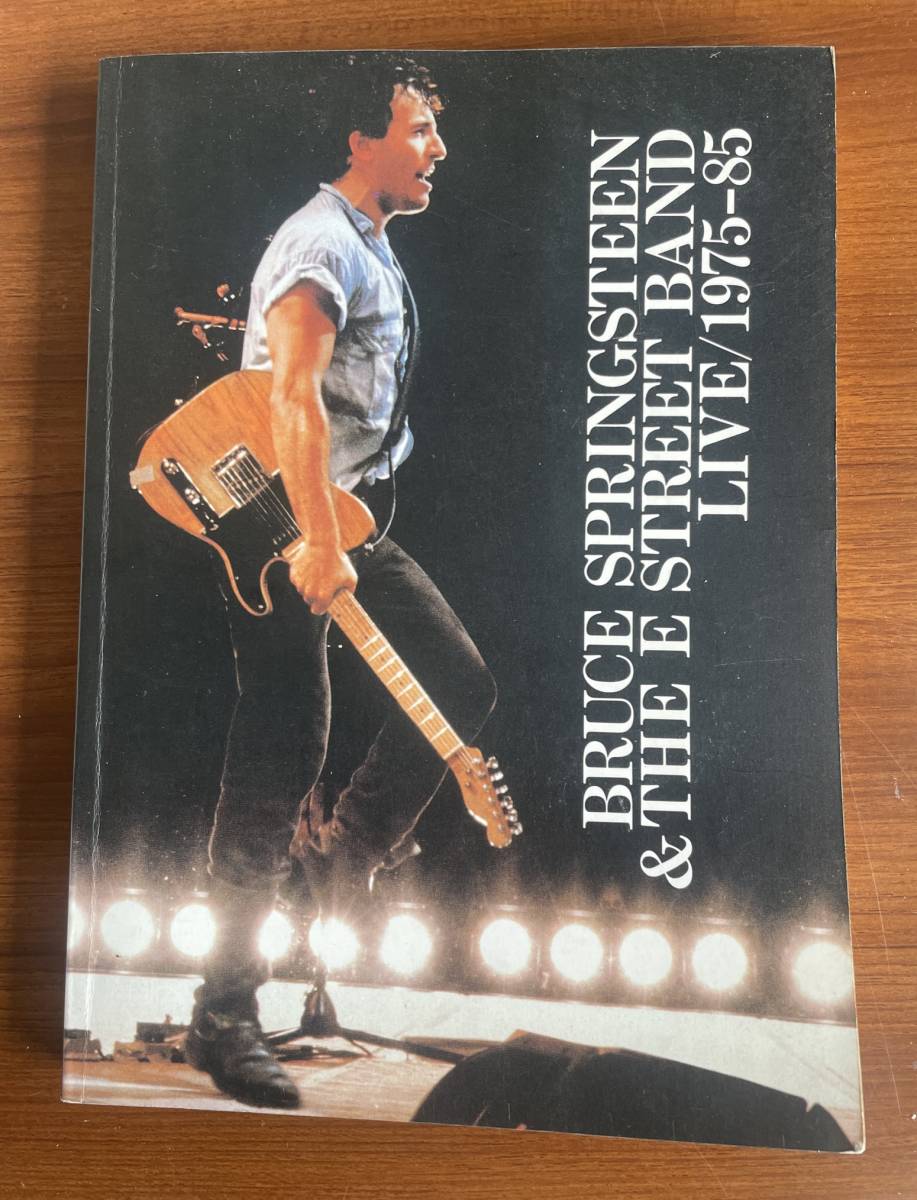 BRUCE SPRINGSTEEN
& THE E STREET BAND
LIVE/1975-85